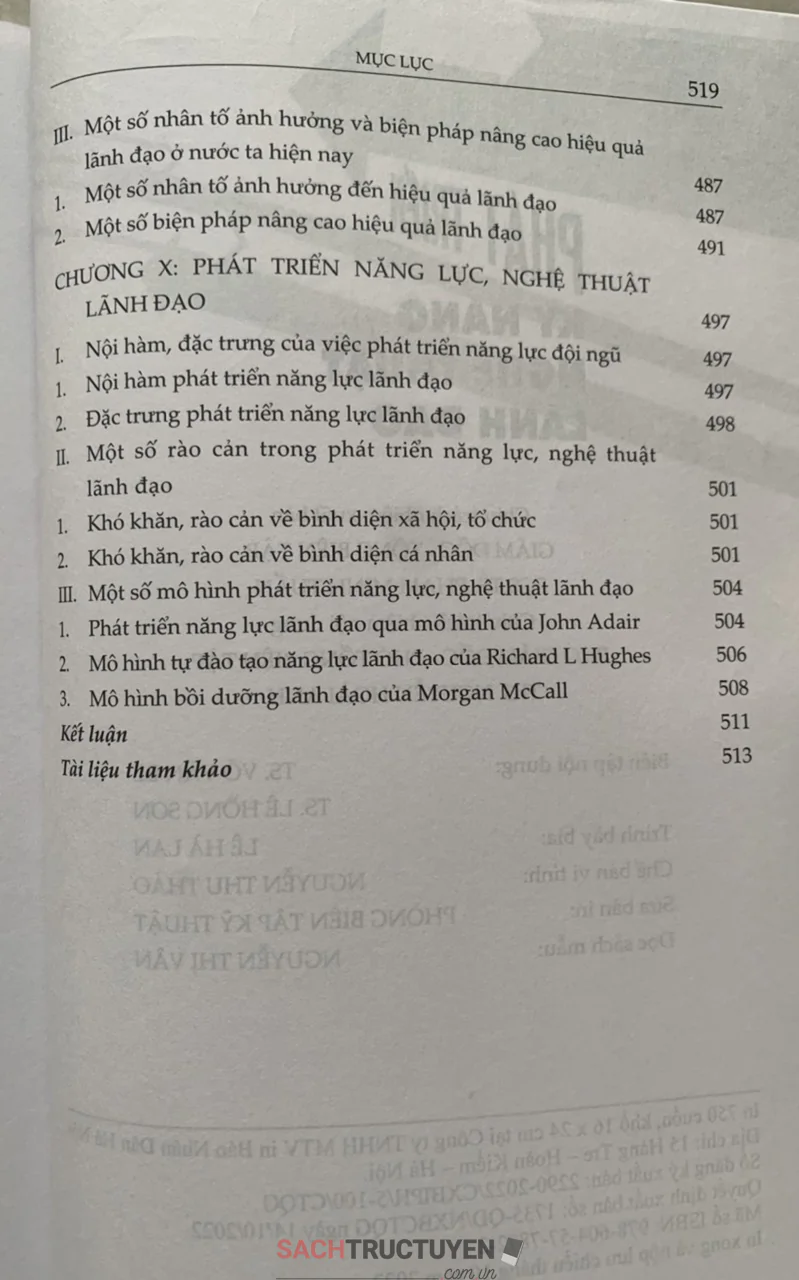 MỤC LỤC
519
III. Một số nhân tố ảnh hưởng và biện pháp nâng cao hiệu quả
lãnh đạo ở nước ta hiện nay 487
1. Một số nhân tố ảnh hưởng đến hiệu quả lãnh đạo 487
2. Một số biện pháp nâng cao hiệu quả lãnh đạo 491
CHƯƠNG X: PHÁT TRIỂN NĂNG LỰC, NGHỆ THUẬT
LÃNH ĐẠO 497
I. Nội hàm, đặc trưng của việc phát triển năng lực đội ngũ 497
1. Nội hàm phát triển năng lực lãnh đạo 497
2. Đặc trưng phát triển năng lực lãnh đạo 498
II. Một số rào cản trong phát triển năng lực, nghệ thuật
lãnh đạo 501
1. Khó khăn, rào cản về bình diện xã hội, tổ chức 501
2. Khó khăn, rào cản về bình diện cá nhân 501
III. Một số mô hình phát triển năng lực, nghệ thuật lãnh đạo 504
1. Phát triển năng lực lãnh đạo qua mô hình của John Adair 504
2. Mô hình tự đào tạo năng lực lãnh đạo của Richard L Hughes 506
3. Mô hình bồi dưỡng lãnh đạo của Morgan McCall 508
Kết luận 511
Tài liệu tham khảo 513
SACHTRUCTUYEN
.com.vn